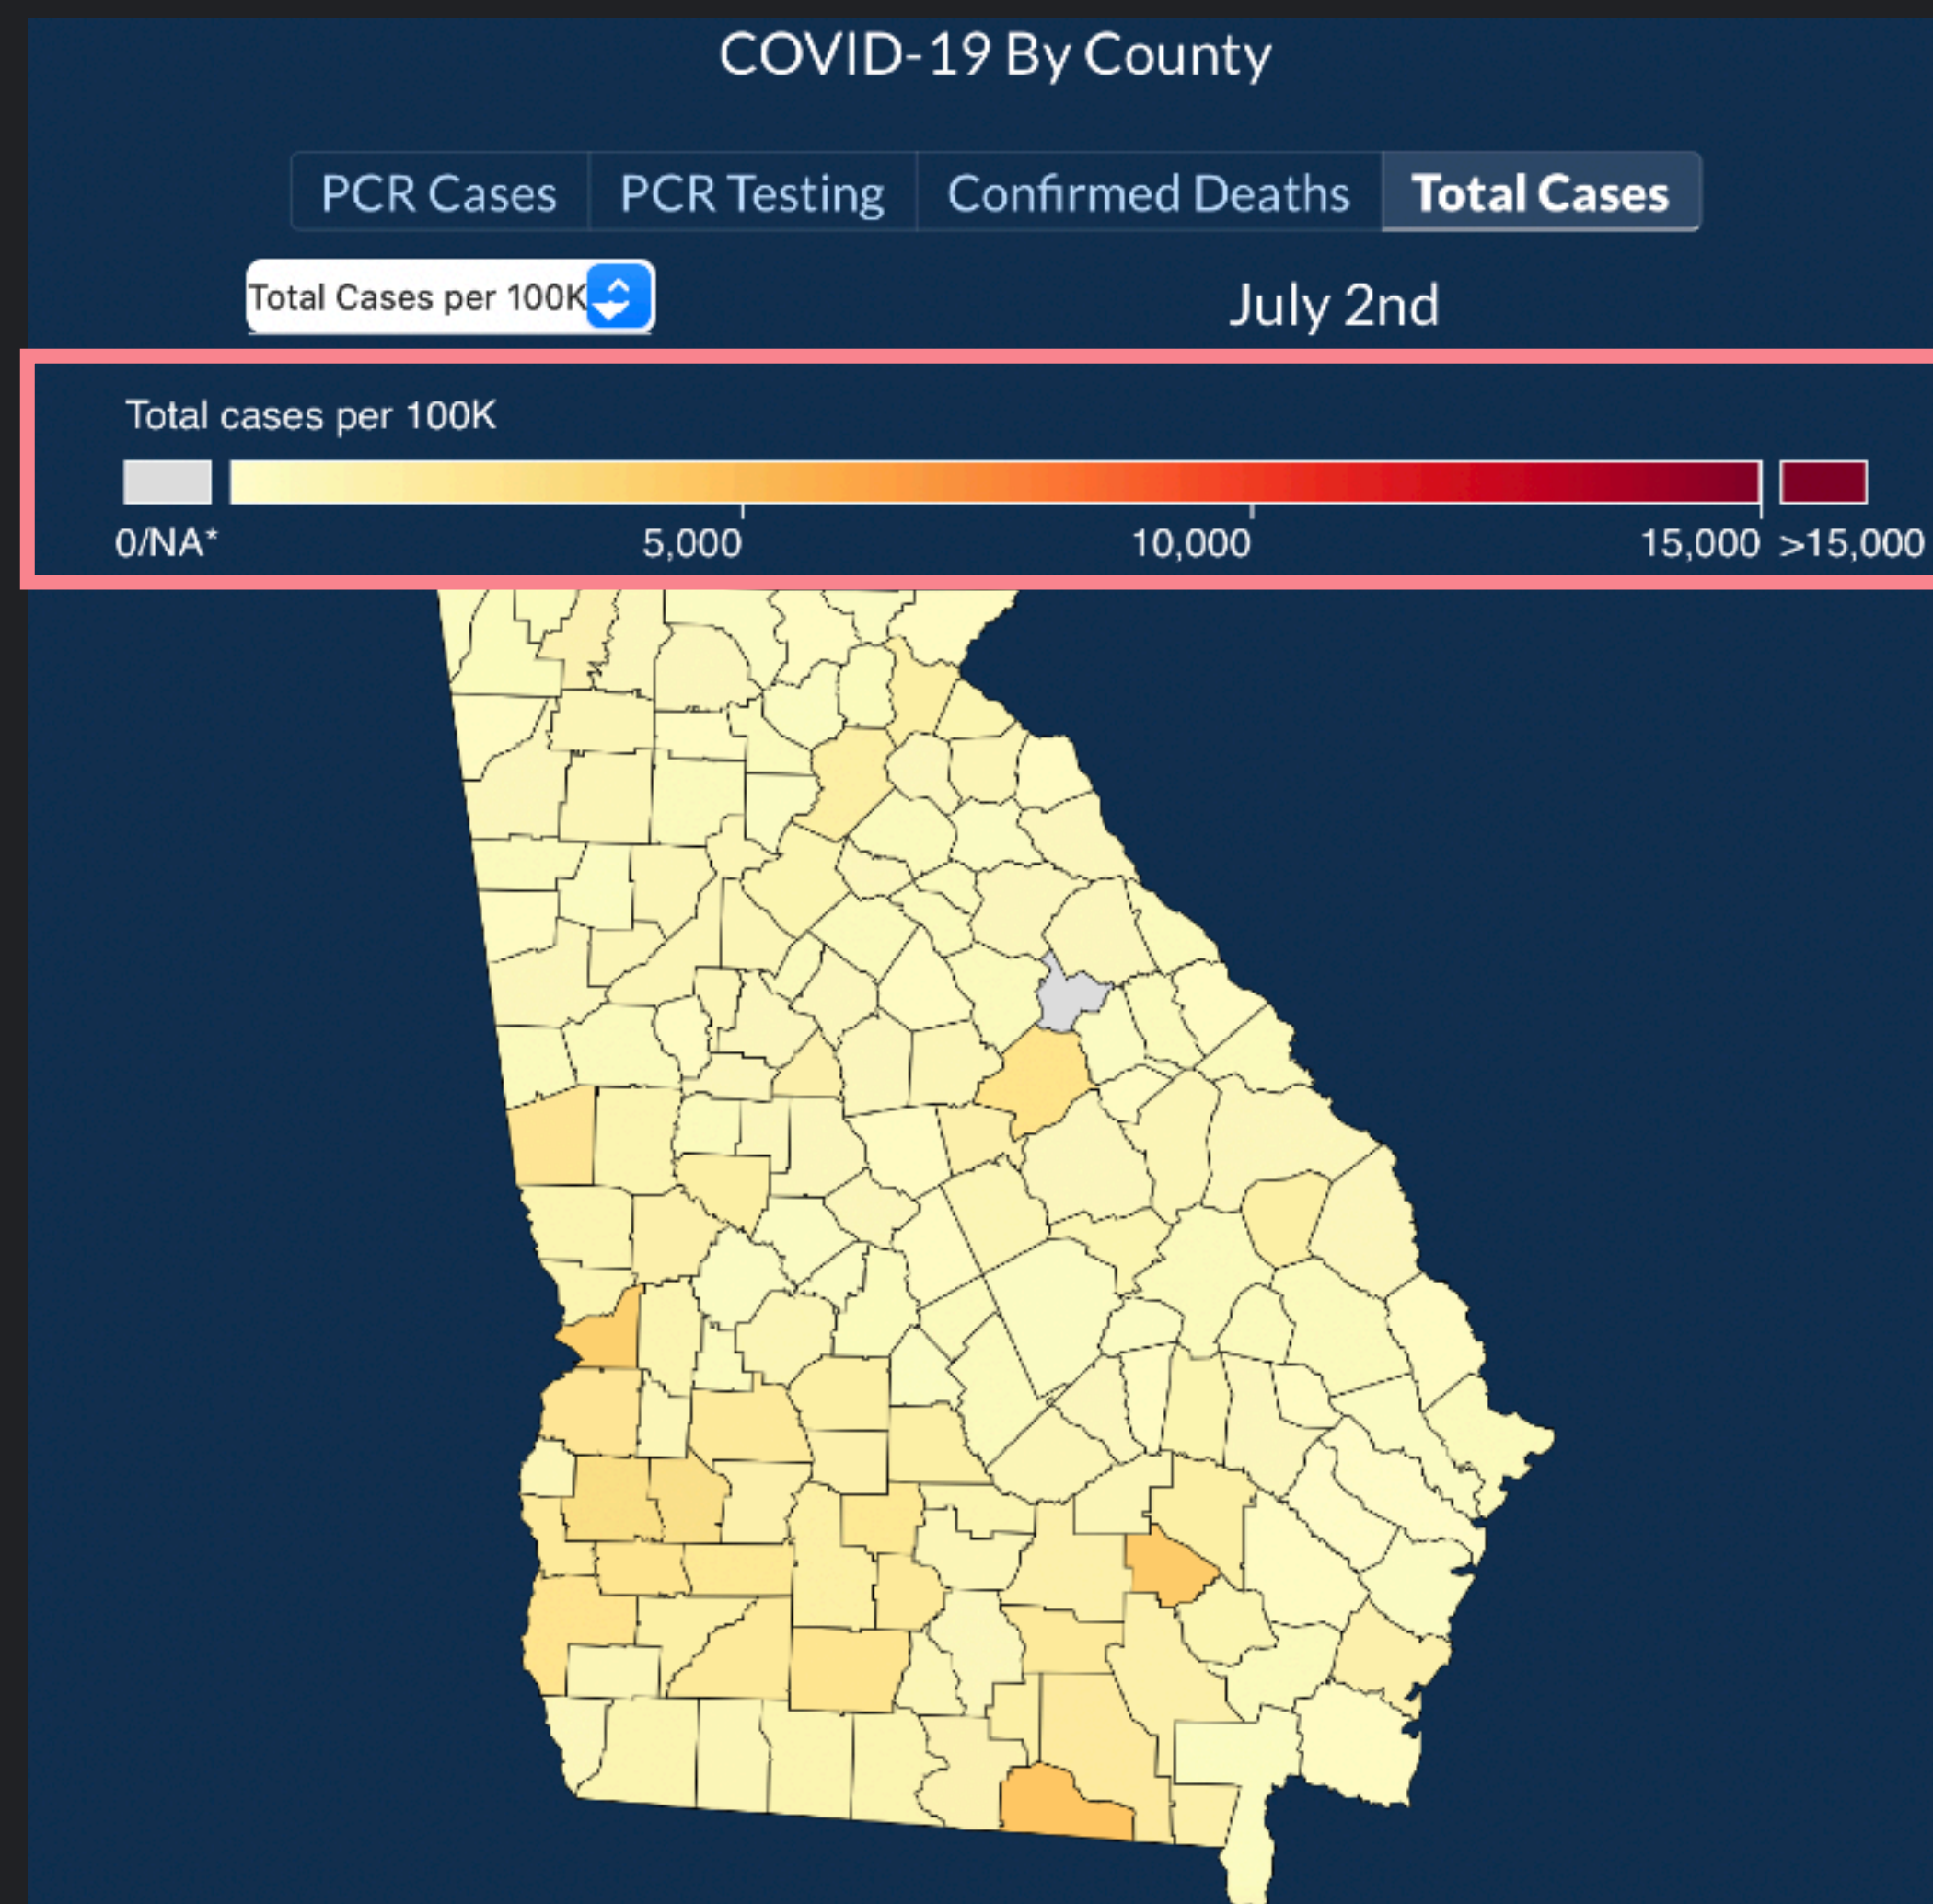 COVID-19 By County
PCR Cases PCR Testing Confirmed Deaths Total Cases
Total Cases per 100K July 2nd
Total cases per 100K
0/NA* 5,000 10,000 15,000 >15,000